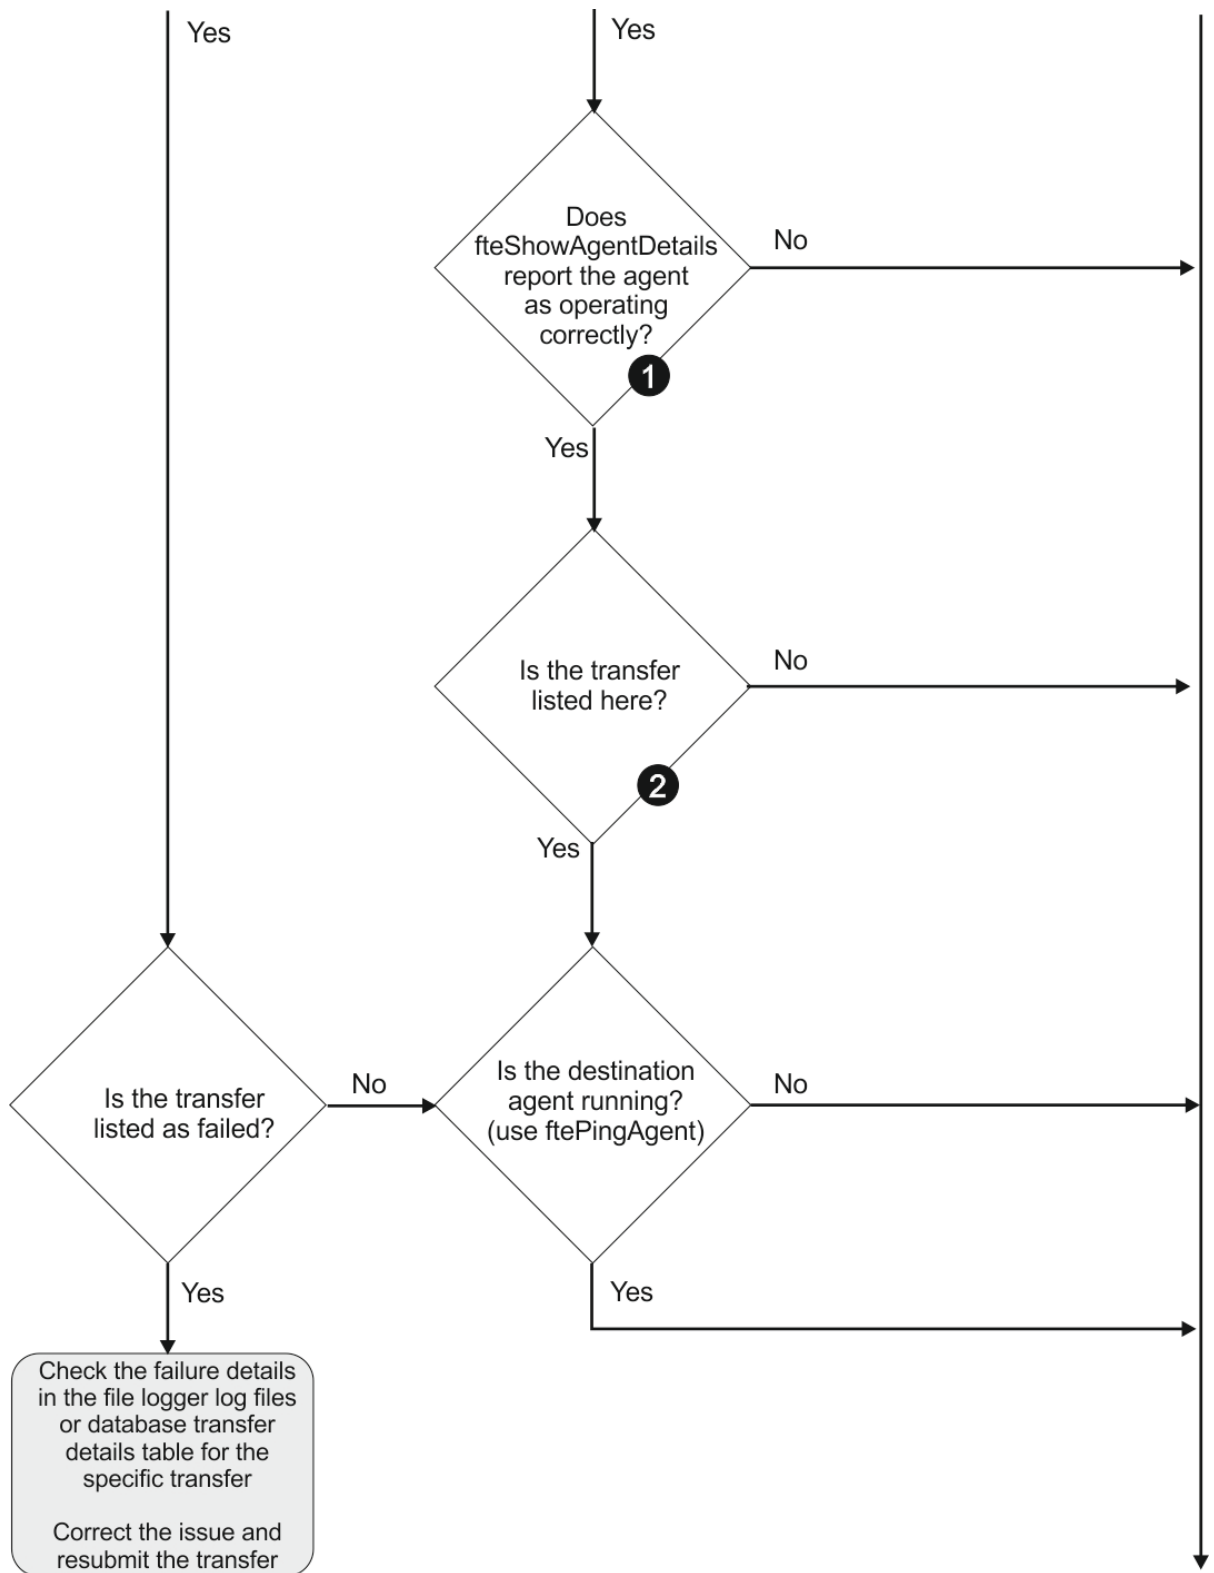 Yes
Yes
Does
fteShowAgentDetails
report the agent
as operating
correctly?
No
1
Yes
Is the transfer
listed here?
No
2
Yes
Is the transfer
listed as failed?
No
Is the destination
agent running?
(use ftePingAgent)
No
Yes
Yes
Check the failure details
in the file logger log files
or database transfer
details table for the
specific transfer
Correct the issue and
resubmit the transfer